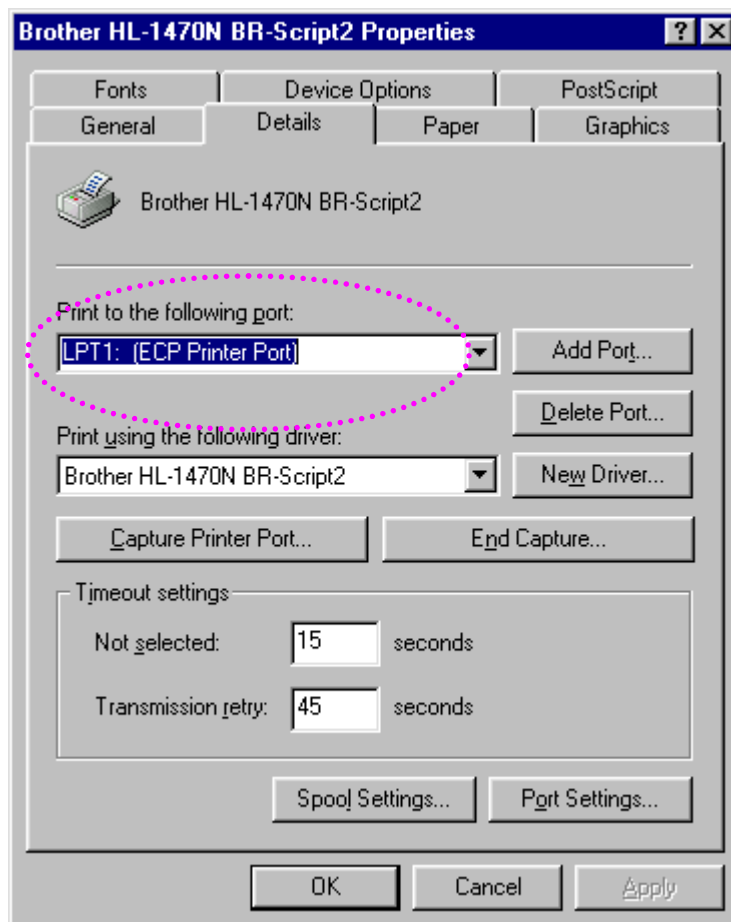 Brother HL-1470N BR-Script2 Properties
Fonts Device Options PostScript
General Details Paper Graphics
Brother HL-1470N BR-Script2
Print to the following port:
LPT1: (ECP Printer Port) Add Port...
Delete Port...
Print using the following driver:
Brother HL-1470N BR-Script2 New Driver...
Capture Printer Port... End Capture...
Timeout settings
Not selected: 15 seconds
Transmission retry: 45 seconds
Spool Settings... Port Settings...
OK Cancel Apply